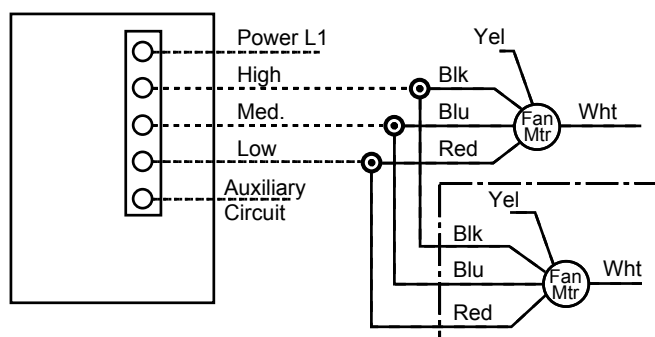 Power L1
High
Med.
Low
Auxiliary
Circuit
Yel
Blk
Blu
Red
Fan
Mtr
Wht
Yel
Blk
Blu
Red
Fan
Mtr
Wht